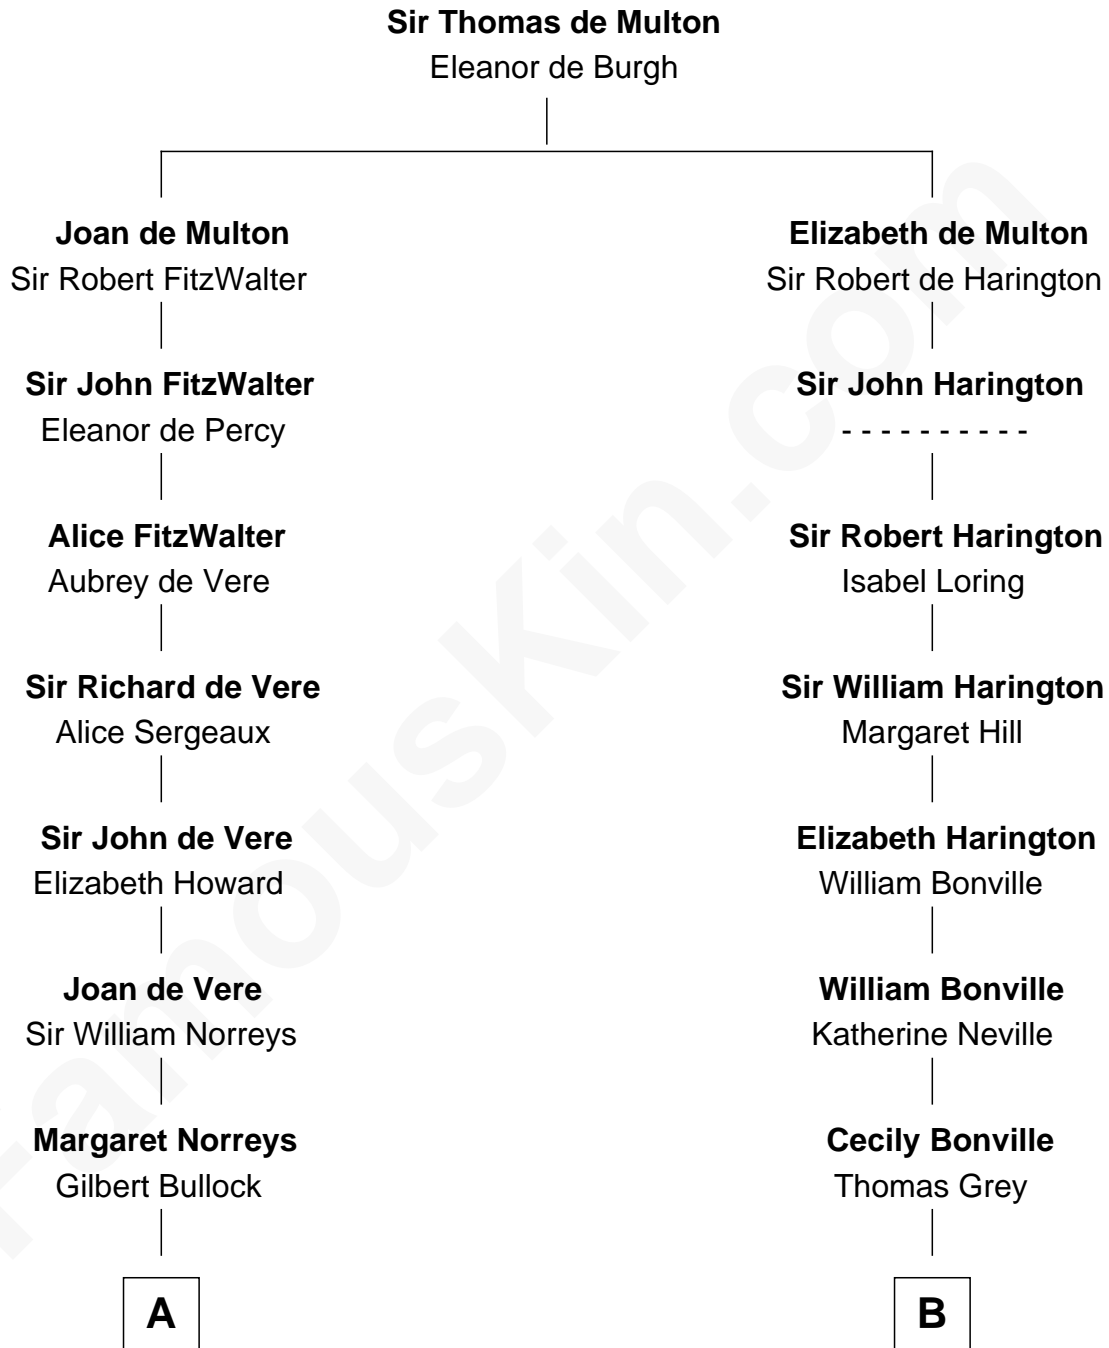 Sir Thomas de Multon
Eleanor de Burgh
Joan de Multon
Sir Robert FitzWalter
Elizabeth de Multon
Sir Robert de Harington
Sir John FitzWalter
Eleanor de Percy
Sir John Harington
- - - - - - - - - -
Alice FitzWalter
Aubrey de Vere
Sir Robert Harington
Isabel Loring
Sir Richard de Vere
Alice Sergeaux
Sir William Harington
Margaret Hill
Sir John de Vere
Elizabeth Howard
Elizabeth Harington
William Bonville
Joan de Vere
Sir William Norreys
William Bonville
Katherine Neville
Margaret Norreys
Gilbert Bullock
Cecily Bonville
Thomas Grey
A
B
FamousKin.com